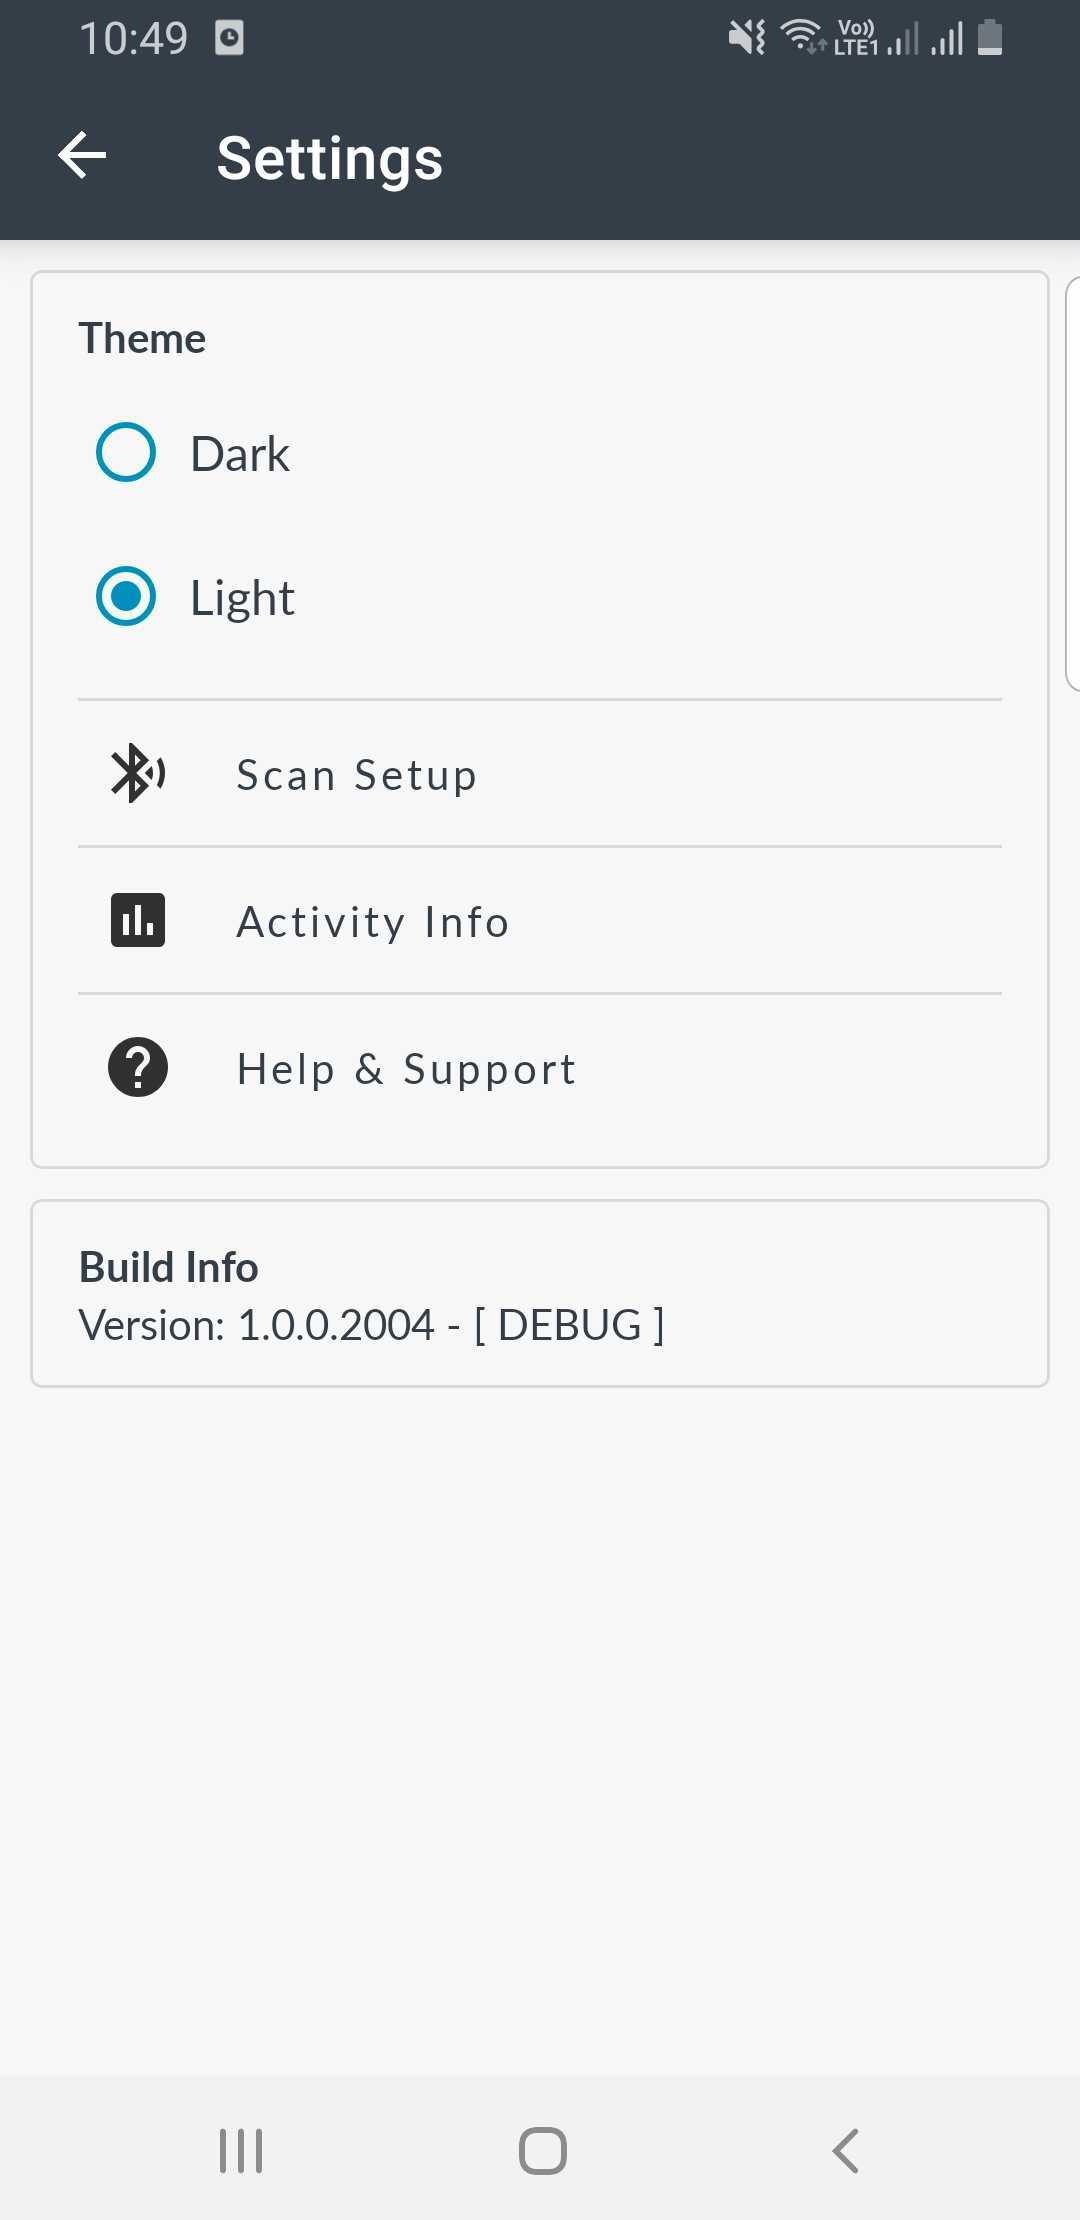 10:49
Vo))
LTE1
Settings
Theme
Dark
Light
Scan Setup
Activity Info
Help & Support
Build Info
Version: 1.0.0.2004 - [ DEBUG ]